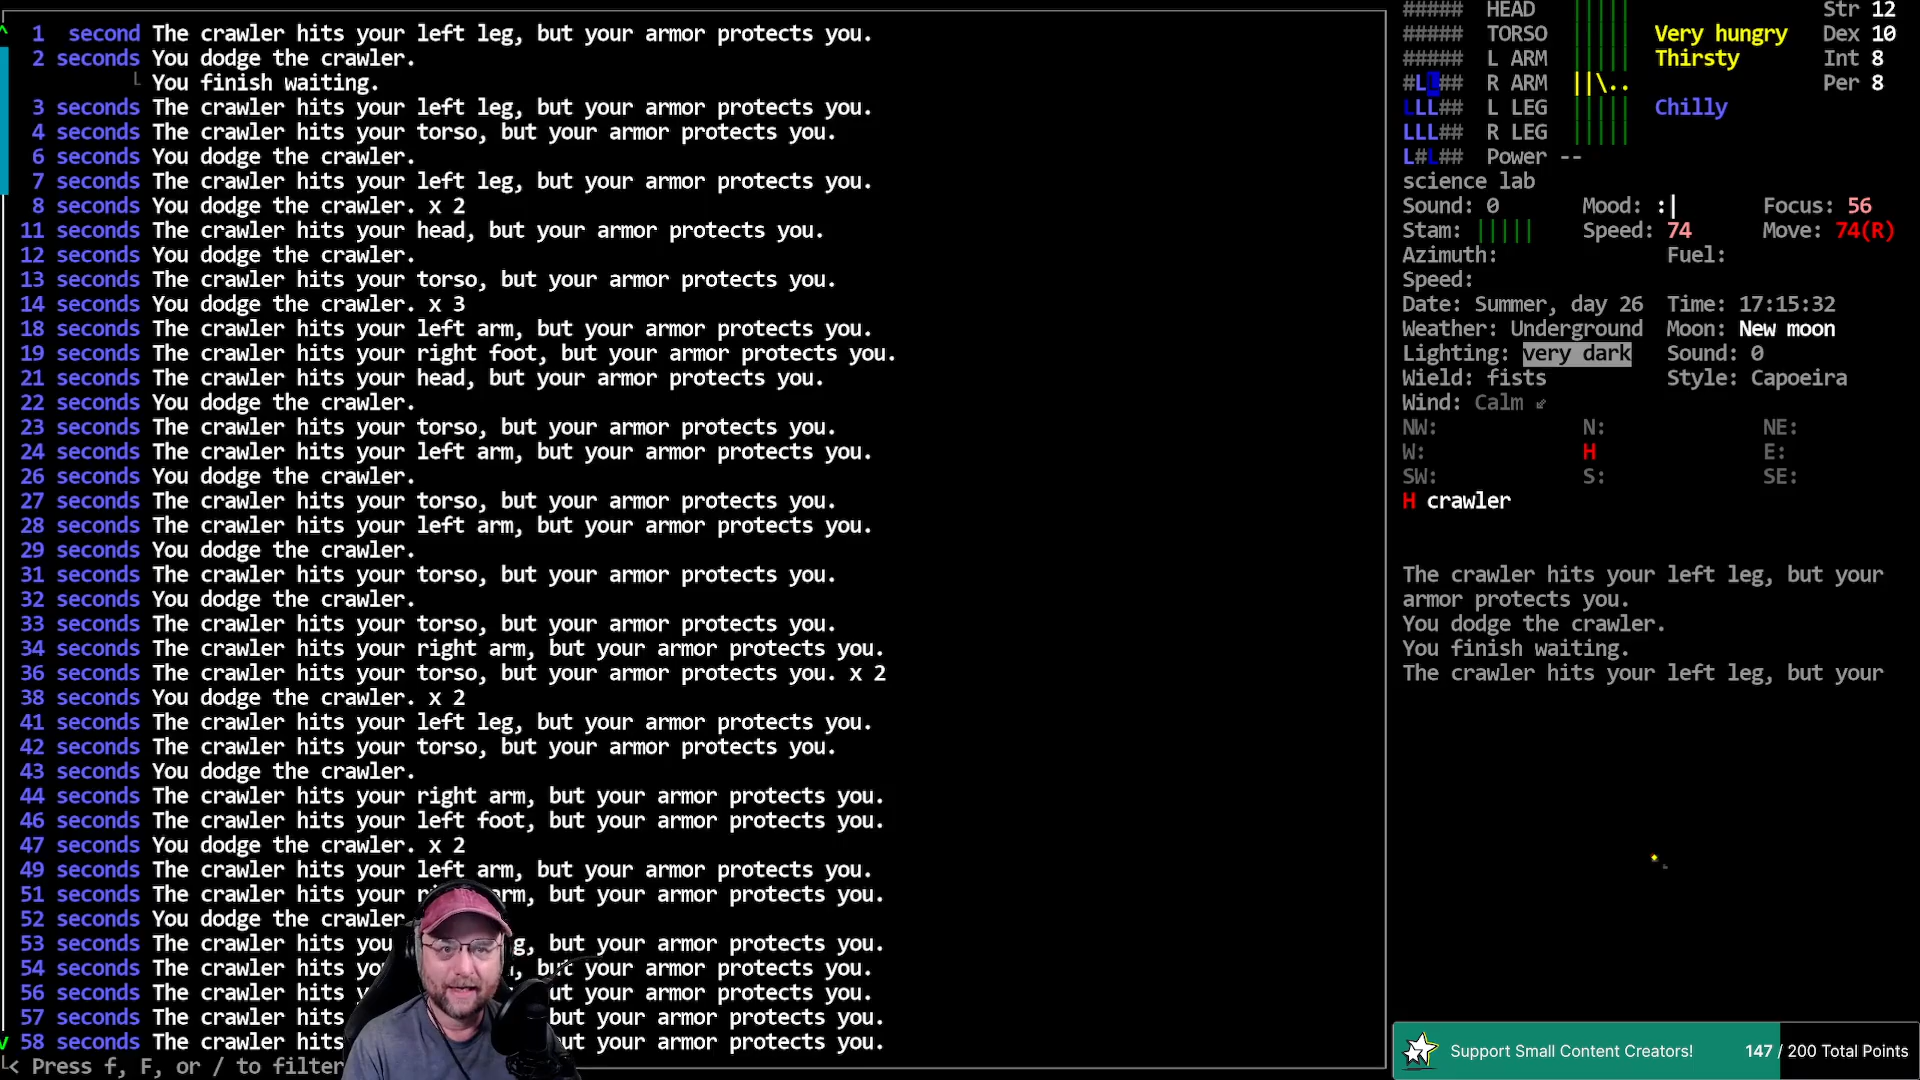 1 second The crawler hits your left leg, but your armor protects you.
2 seconds You dodge the crawler.
You finish waiting.
3 seconds The crawler hits your left leg, but your armor protects you.
4 seconds The crawler hits your torso, but your armor protects you.
6 seconds You dodge the crawler.
7 seconds The crawler hits your left leg, but your armor protects you.
8 seconds You dodge the crawler. x 2
11 seconds The crawler hits your head, but your armor protects you.
12 seconds You dodge the crawler.
13 seconds The crawler hits your torso, but your armor protects you.
14 seconds You dodge the crawler. x 3
18 seconds The crawler hits your left arm, but your armor protects you.
19 seconds The crawler hits your right foot, but your armor protects you.
21 seconds The crawler hits your head, but your armor protects you.
22 seconds You dodge the crawler.
23 seconds The crawler hits your torso, but your armor protects you.
24 seconds The crawler hits your left arm, but your armor protects you.
26 seconds You dodge the crawler.
27 seconds The crawler hits your torso, but your armor protects you.
28 seconds The crawler hits your left arm, but your armor protects you.
29 seconds You dodge the crawler.
31 seconds The crawler hits your torso, but your armor protects you.
32 seconds You dodge the crawler.
33 seconds The crawler hits your torso, but your armor protects you.
34 seconds The crawler hits your right arm, but your armor protects you.
36 seconds The crawler hits your torso, but your armor protects you. x 2
38 seconds You dodge the crawler. x 2
41 seconds The crawler hits your left leg, but your armor protects you.
42 seconds The crawler hits your torso, but your armor protects you.
43 seconds You dodge the crawler.
44 seconds The crawler hits your right arm, but your armor protects you.
46 seconds The crawler hits your left foot, but your armor protects you.
47 seconds You dodge the crawler. x 2
49 seconds The crawler hits your left arm, but your armor protects you.
51 seconds The crawler hits your arm, but your armor protects you.
52 seconds You dodge the crawler.
53 seconds The crawler hits but your armor protects you.
54 seconds The crawler hits but your armor protects you.
56 seconds The crawler hits your armor protects you.
57 seconds The crawler hits but your armor protects you.
58 seconds The crawler hits your armor protects you.
< Press f, F, or / to filter
##### HEAD ||||| Str 12
##### TORSO ||||| Very hungry Dex 10
##### L ARM ||||| Thirsty Int 8
#LL## R ARM ||\.. Per 8
LLL## L LEG ||||| Chilly
LLL## R LEG |||||
L#L## Power --
science lab
Sound: 0 Mood: :| Focus: 56
Stam: ||||| Speed: 74 Move: 74(R)
Azimuth: Fuel:
Speed:
Date: Summer, day 26 Time: 17:15:32
Weather: Underground Moon: New moon
Lighting: very dark Sound: 0
Wield: fists Style: Capoeira
Wind: Calm ⇙
NW: N: NE:
W: H E:
SW: S: SE:
H crawler
The crawler hits your left leg, but your
armor protects you.
You dodge the crawler.
You finish waiting.
The crawler hits your left leg, but your
Support Small Content Creators! 147 / 200 Total Points